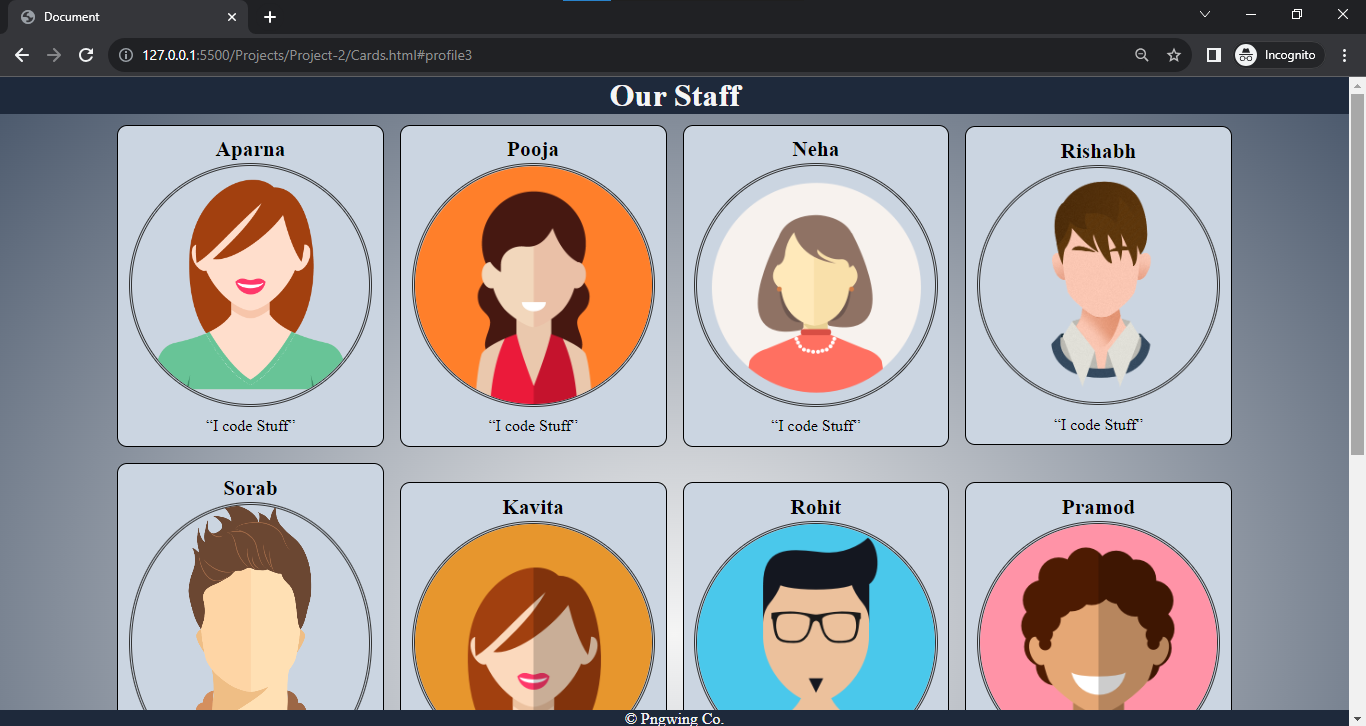 Document
127.0.0.1:5500/Projects/Project-2/Cards.html#profile3
Incognito
Our Staff
Aparna
Pooja
Neha
Rishabh
“I code Stuff”
“I code Stuff”
“I code Stuff”
“I code Stuff”
Sorab
Kavita
Rohit
Pramod
© Pngwing Co.